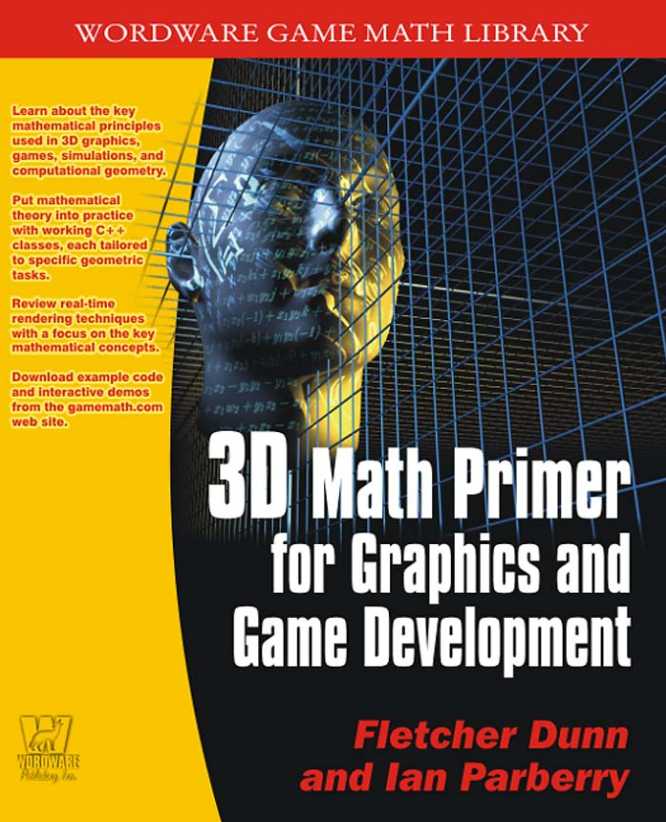 WORDWARE GAME MATH LIBRARY
Learn about the key
mathematical principles
used in 3D graphics,
games, simulations, and
computational geometry.
Put mathematical
theory into practice
with working C++
classes, each tailored
to specific geometric
tasks.
Review real-time
rendering techniques
with a focus on the key
mathematical concepts.
Download example code
and interactive demos
from the gamemath.com
web site.
3D Math Primer
for Graphics and
Game Development
Fletcher Dunn
and Ian Parberry
W
WORDWARE
Publishing, Inc.